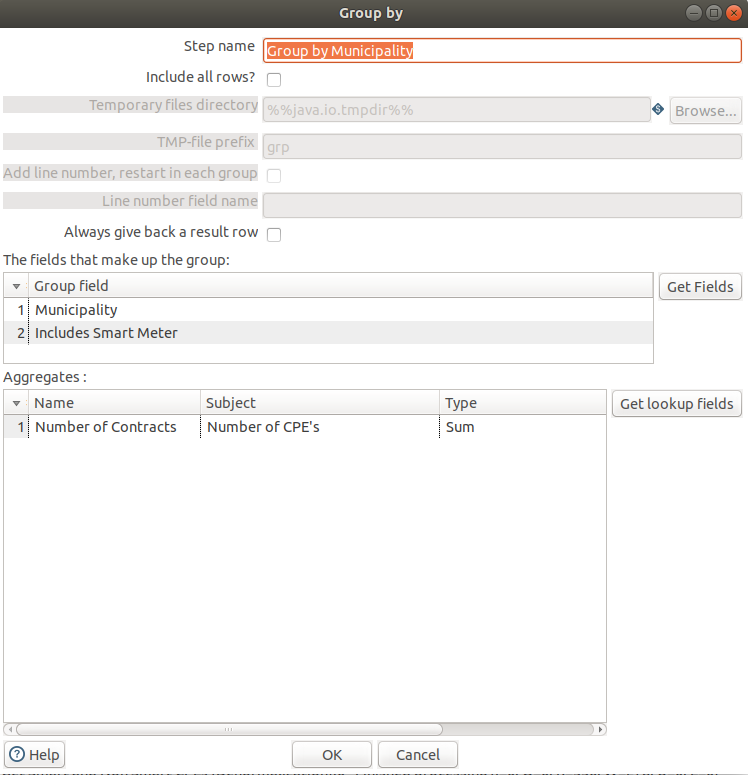 Group by
Step name Group by Municipality
Include all rows?
Temporary files directory %%java.io.tmpdir%% Browse...
TMP-file prefix grp
Add line number, restart in each group
Line number field name
Always give back a result row
The fields that make up the group:
Group field Get Fields
1 Municipality
2 Includes Smart Meter
Aggregates :
Name Subject Type Get lookup fields
1 Number of Contracts Number of CPE's Sum
Help OK Cancel